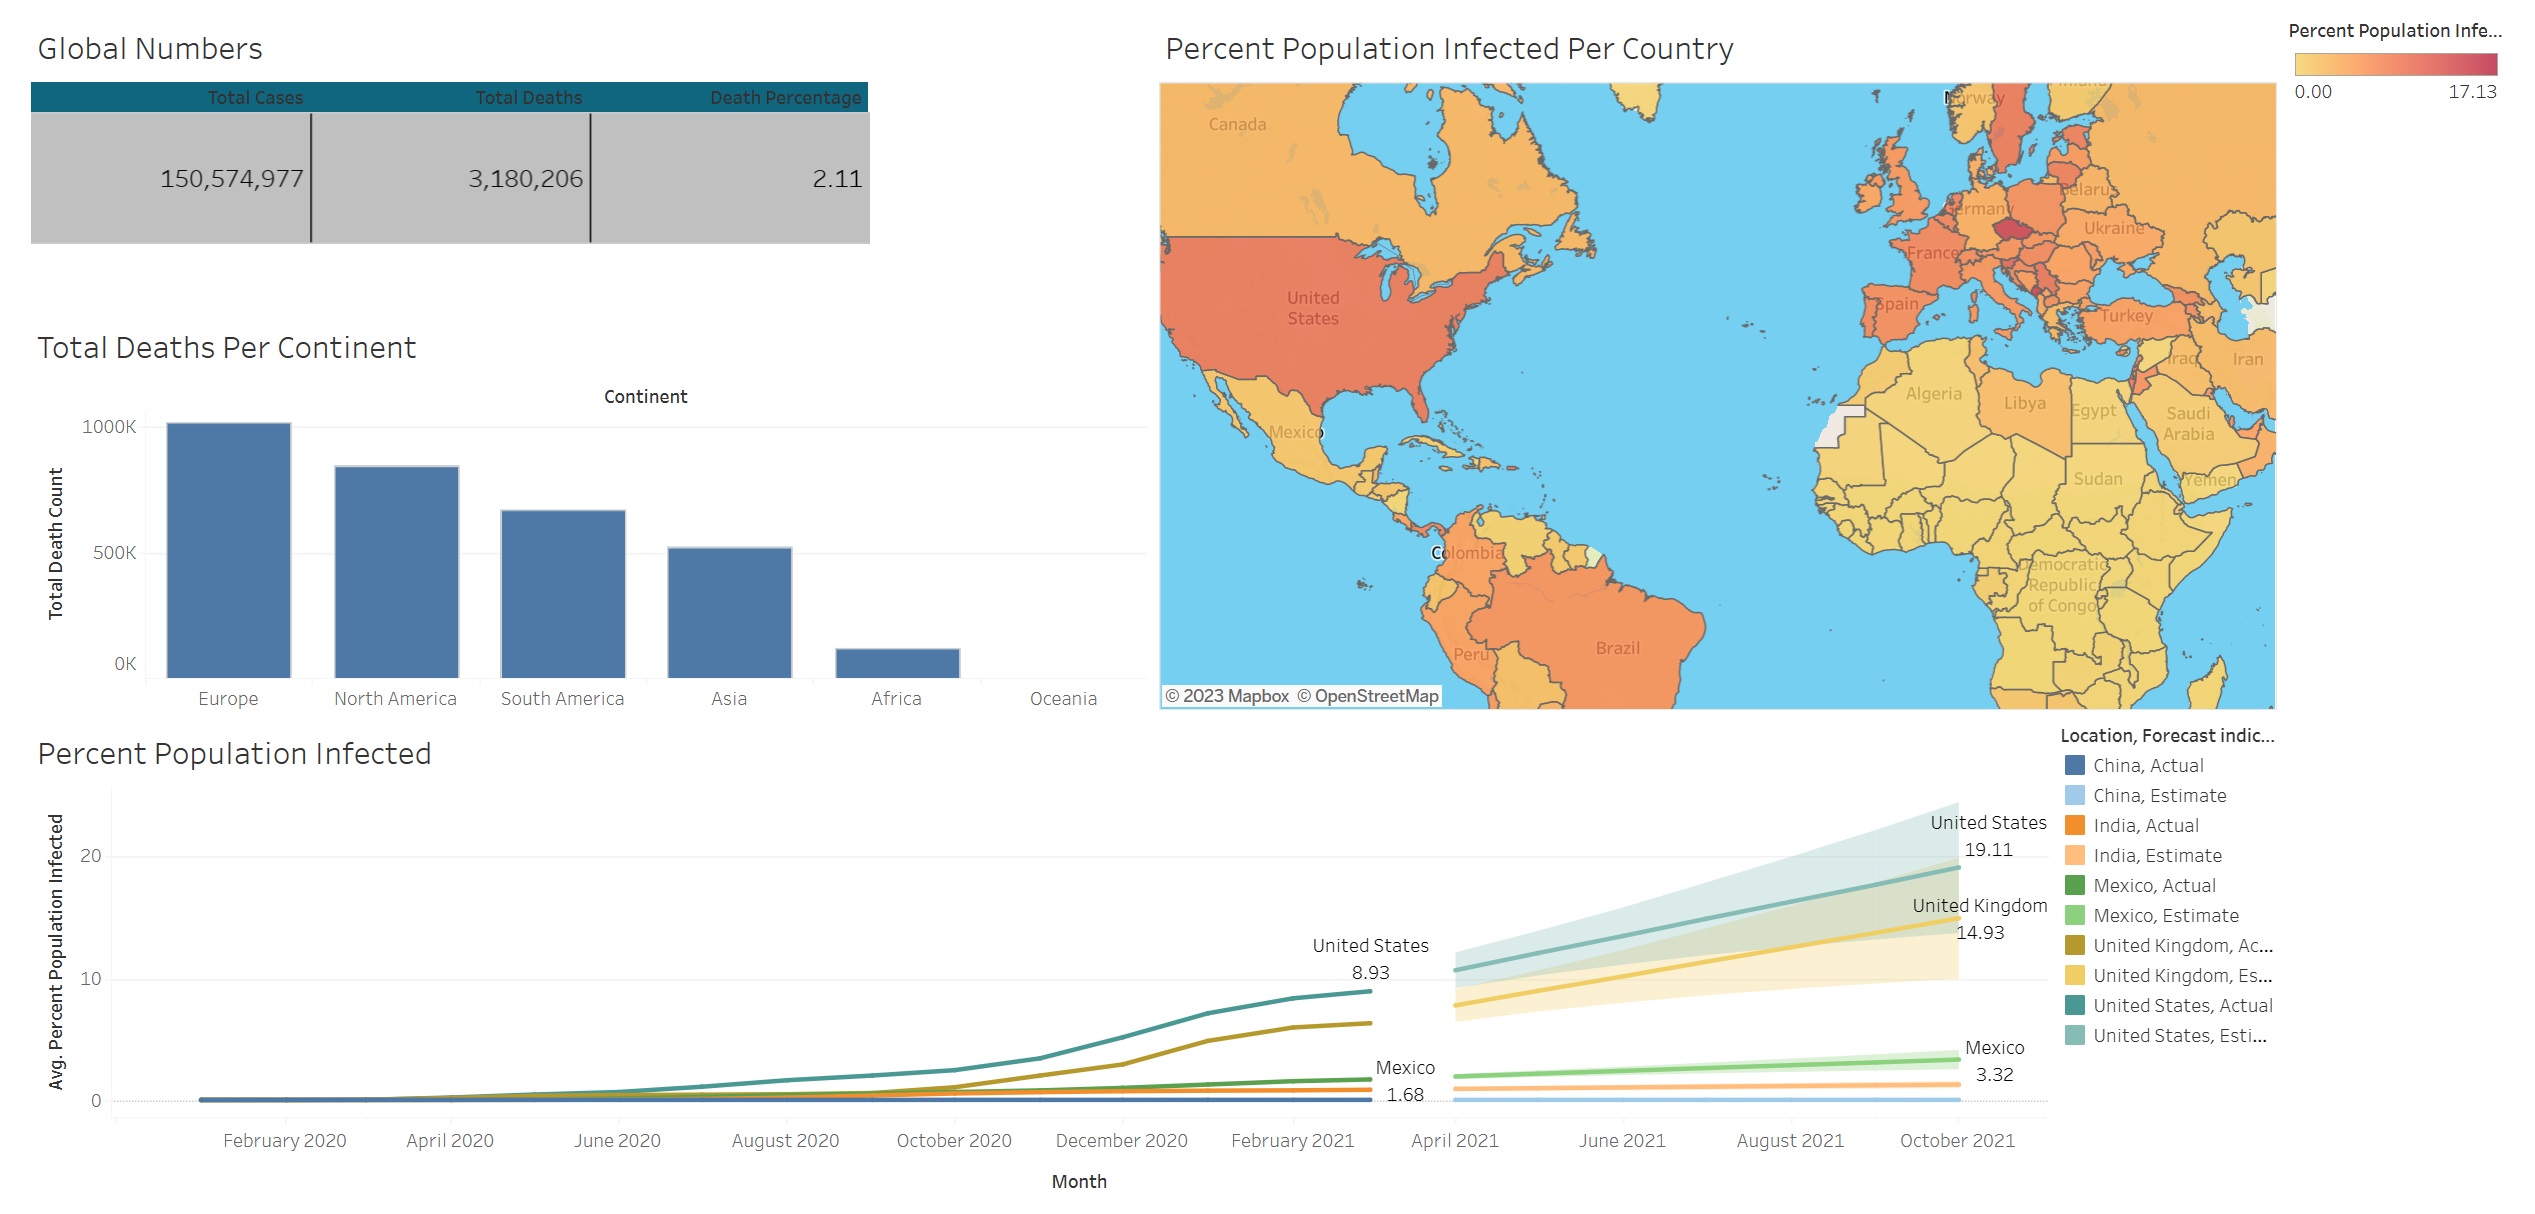 Global Numbers
Total Cases Total Deaths Death Percentage
150,574,977 3,180,206 2.11
Total Deaths Per Continent
Continent
Total Death Count
1000K
500K
0K
Europe North America South America Asia Africa Oceania
Percent Population Infected Per Country
Percent Population Infe...
0.00 17.13
Canada
United
States
Mexico
Colombia
Peru
Brazil
Norway
Belarus
Germany
Ukraine
France
Spain
Turkey
Iraq
Iran
Algeria
Libya
Egypt
Saudi
Arabia
Sudan
Yemen
Democratic
Republic
of Congo
© 2023 Mapbox © OpenStreetMap
Percent Population Infected
Avg. Percent Population Infected
20
10
0
United States
8.93
Mexico
1.68
United States
19.11
United Kingdom
14.93
Mexico
3.32
February 2020 April 2020 June 2020 August 2020 October 2020 December 2020 February 2021 April 2021 June 2021 August 2021 October 2021
Month
Location, Forecast indic...
China, Actual
China, Estimate
India, Actual
India, Estimate
Mexico, Actual
Mexico, Estimate
United Kingdom, Ac...
United Kingdom, Es...
United States, Actual
United States, Esti...